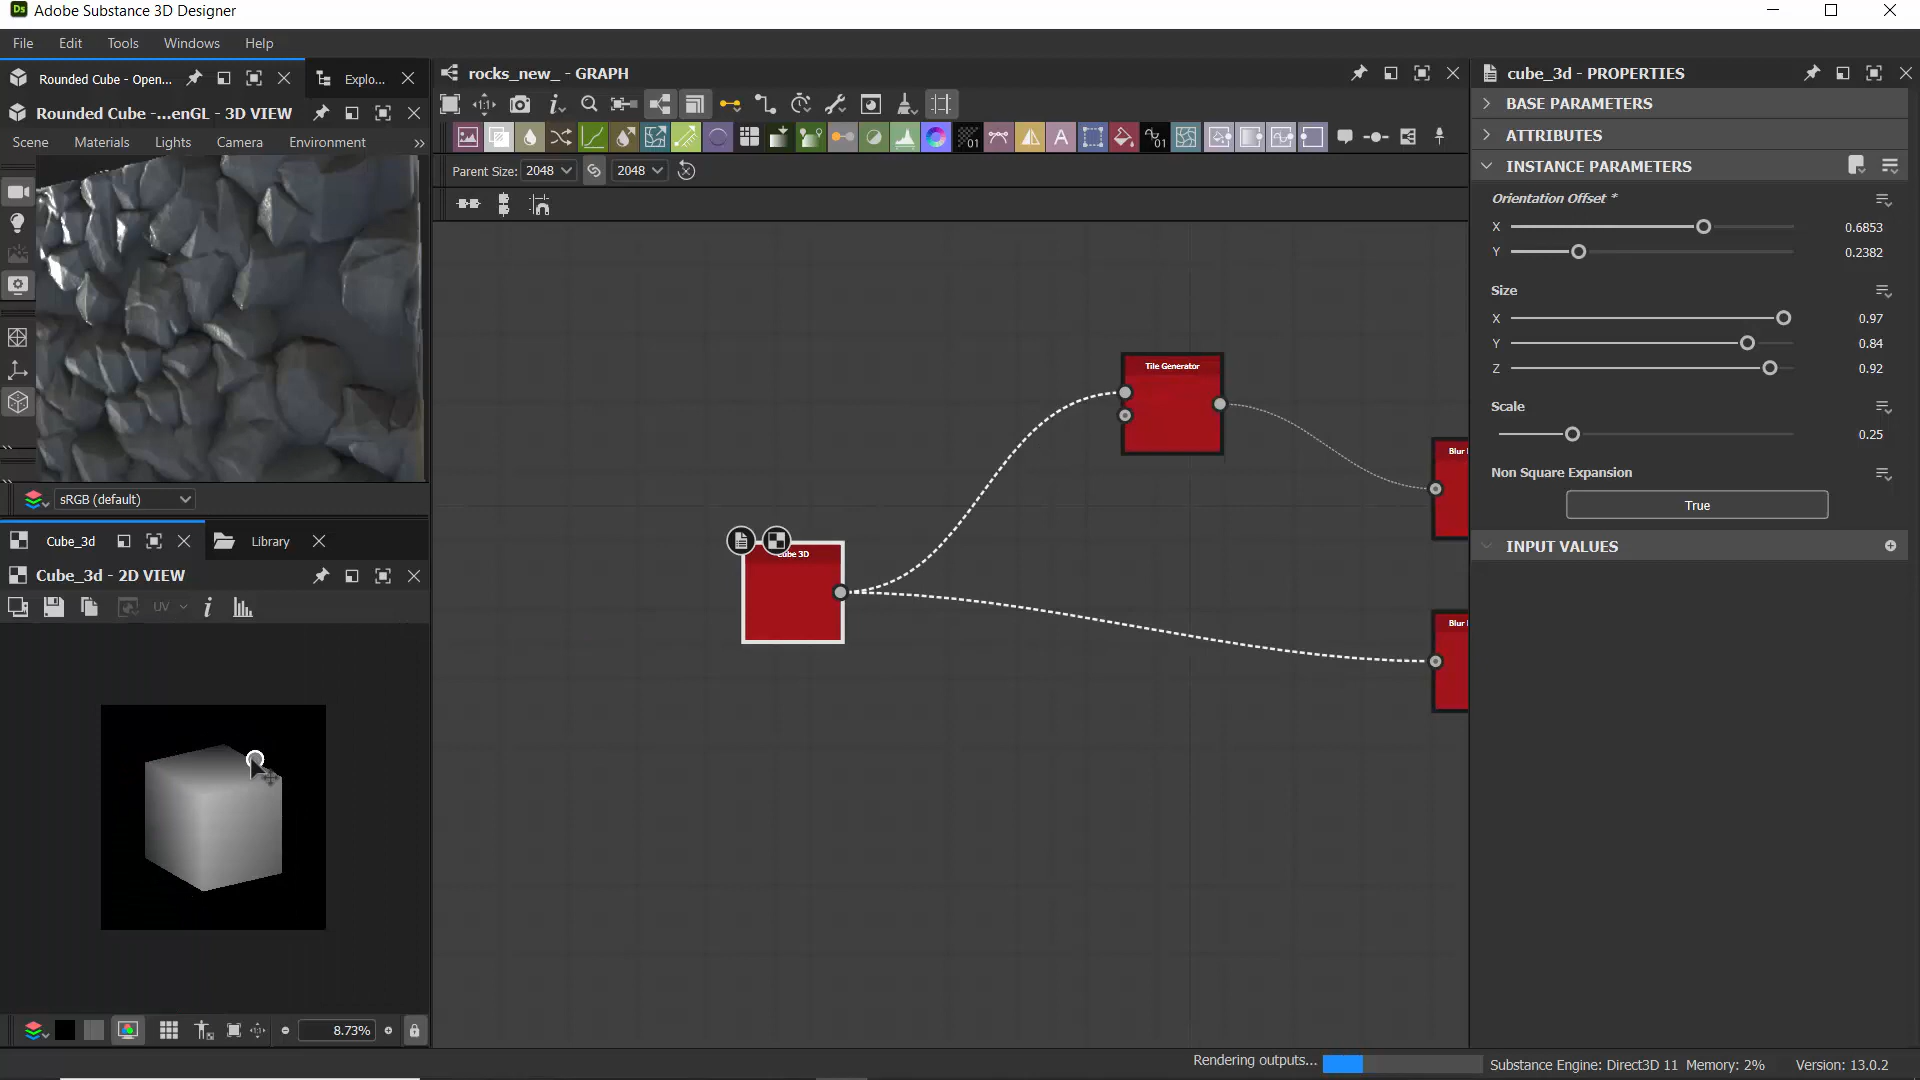 Adobe Substance 3D Designer
File Edit Tools Windows Help
Rounded Cube - Open...
Explo...
rocks_new_ - GRAPH
cube_3d - PROPERTIES
Rounded Cube -...enGL - 3D VIEW
Scene Materials Lights Camera Environment
Parent Size: 2048 2048
BASE PARAMETERS
ATTRIBUTES
INSTANCE PARAMETERS
Orientation Offset *
X 0.6853
Y 0.2382
Size
X 0.97
Y 0.84
Z 0.92
Scale
0.25
Non Square Expansion
True
INPUT VALUES
Tile Generator
Blur
Cube 3D
Blur
sRGB (default)
Cube_3d
Library
Cube_3d - 2D VIEW
UV
8.73%
Rendering outputs...
Substance Engine: Direct3D 11 Memory: 2%
Version: 13.0.2